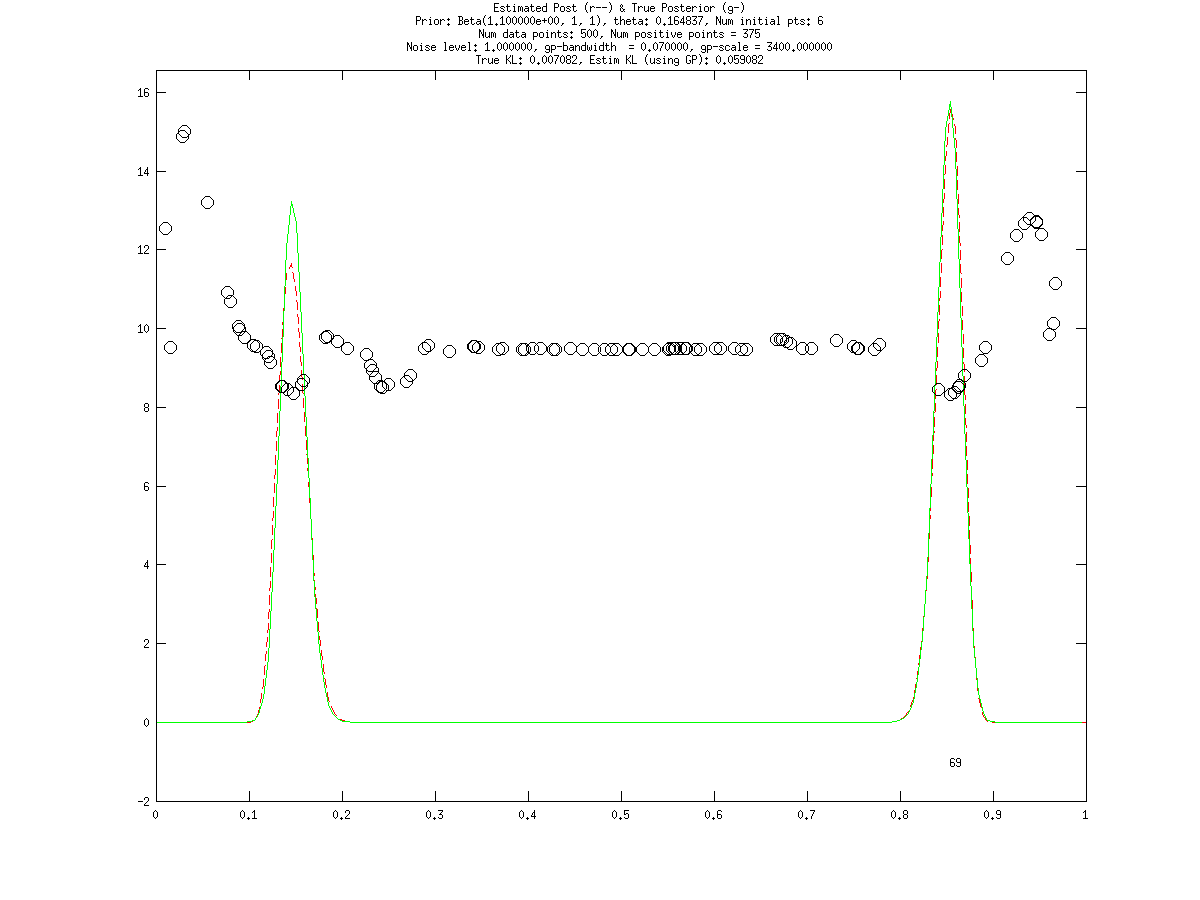 Estimated Post (r--) & True Posterior (g-)
Prior: Beta(1.100000e+00, 1, 1), theta: 0.164837, Num initial pts: 6
Num data points: 500, Num positive points = 375
Noise level: 1.000000, gp-bandwidth  = 0.070000, gp-scale = 3400.000000
True KL: 0.007082, Estim KL (using GP): 0.059082
16
14
12
10
8
6
4
2
0
69
-2
0 0.1 0.2 0.3 0.4 0.5 0.6 0.7 0.8 0.9 1